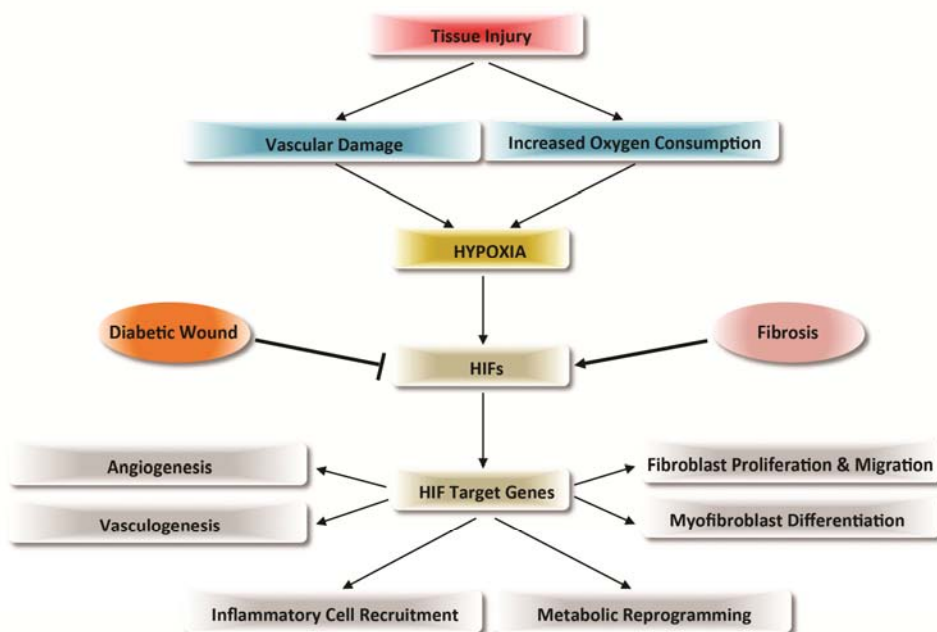 Tissue Injury
Vascular Damage
Increased Oxygen Consumption
HYPOXIA
Diabetic Wound
Fibrosis
HIFs
Angiogenesis
Fibroblast Proliferation & Migration
HIF Target Genes
Vasculogenesis
Myofibroblast Differentiation
Inflammatory Cell Recruitment
Metabolic Reprogramming